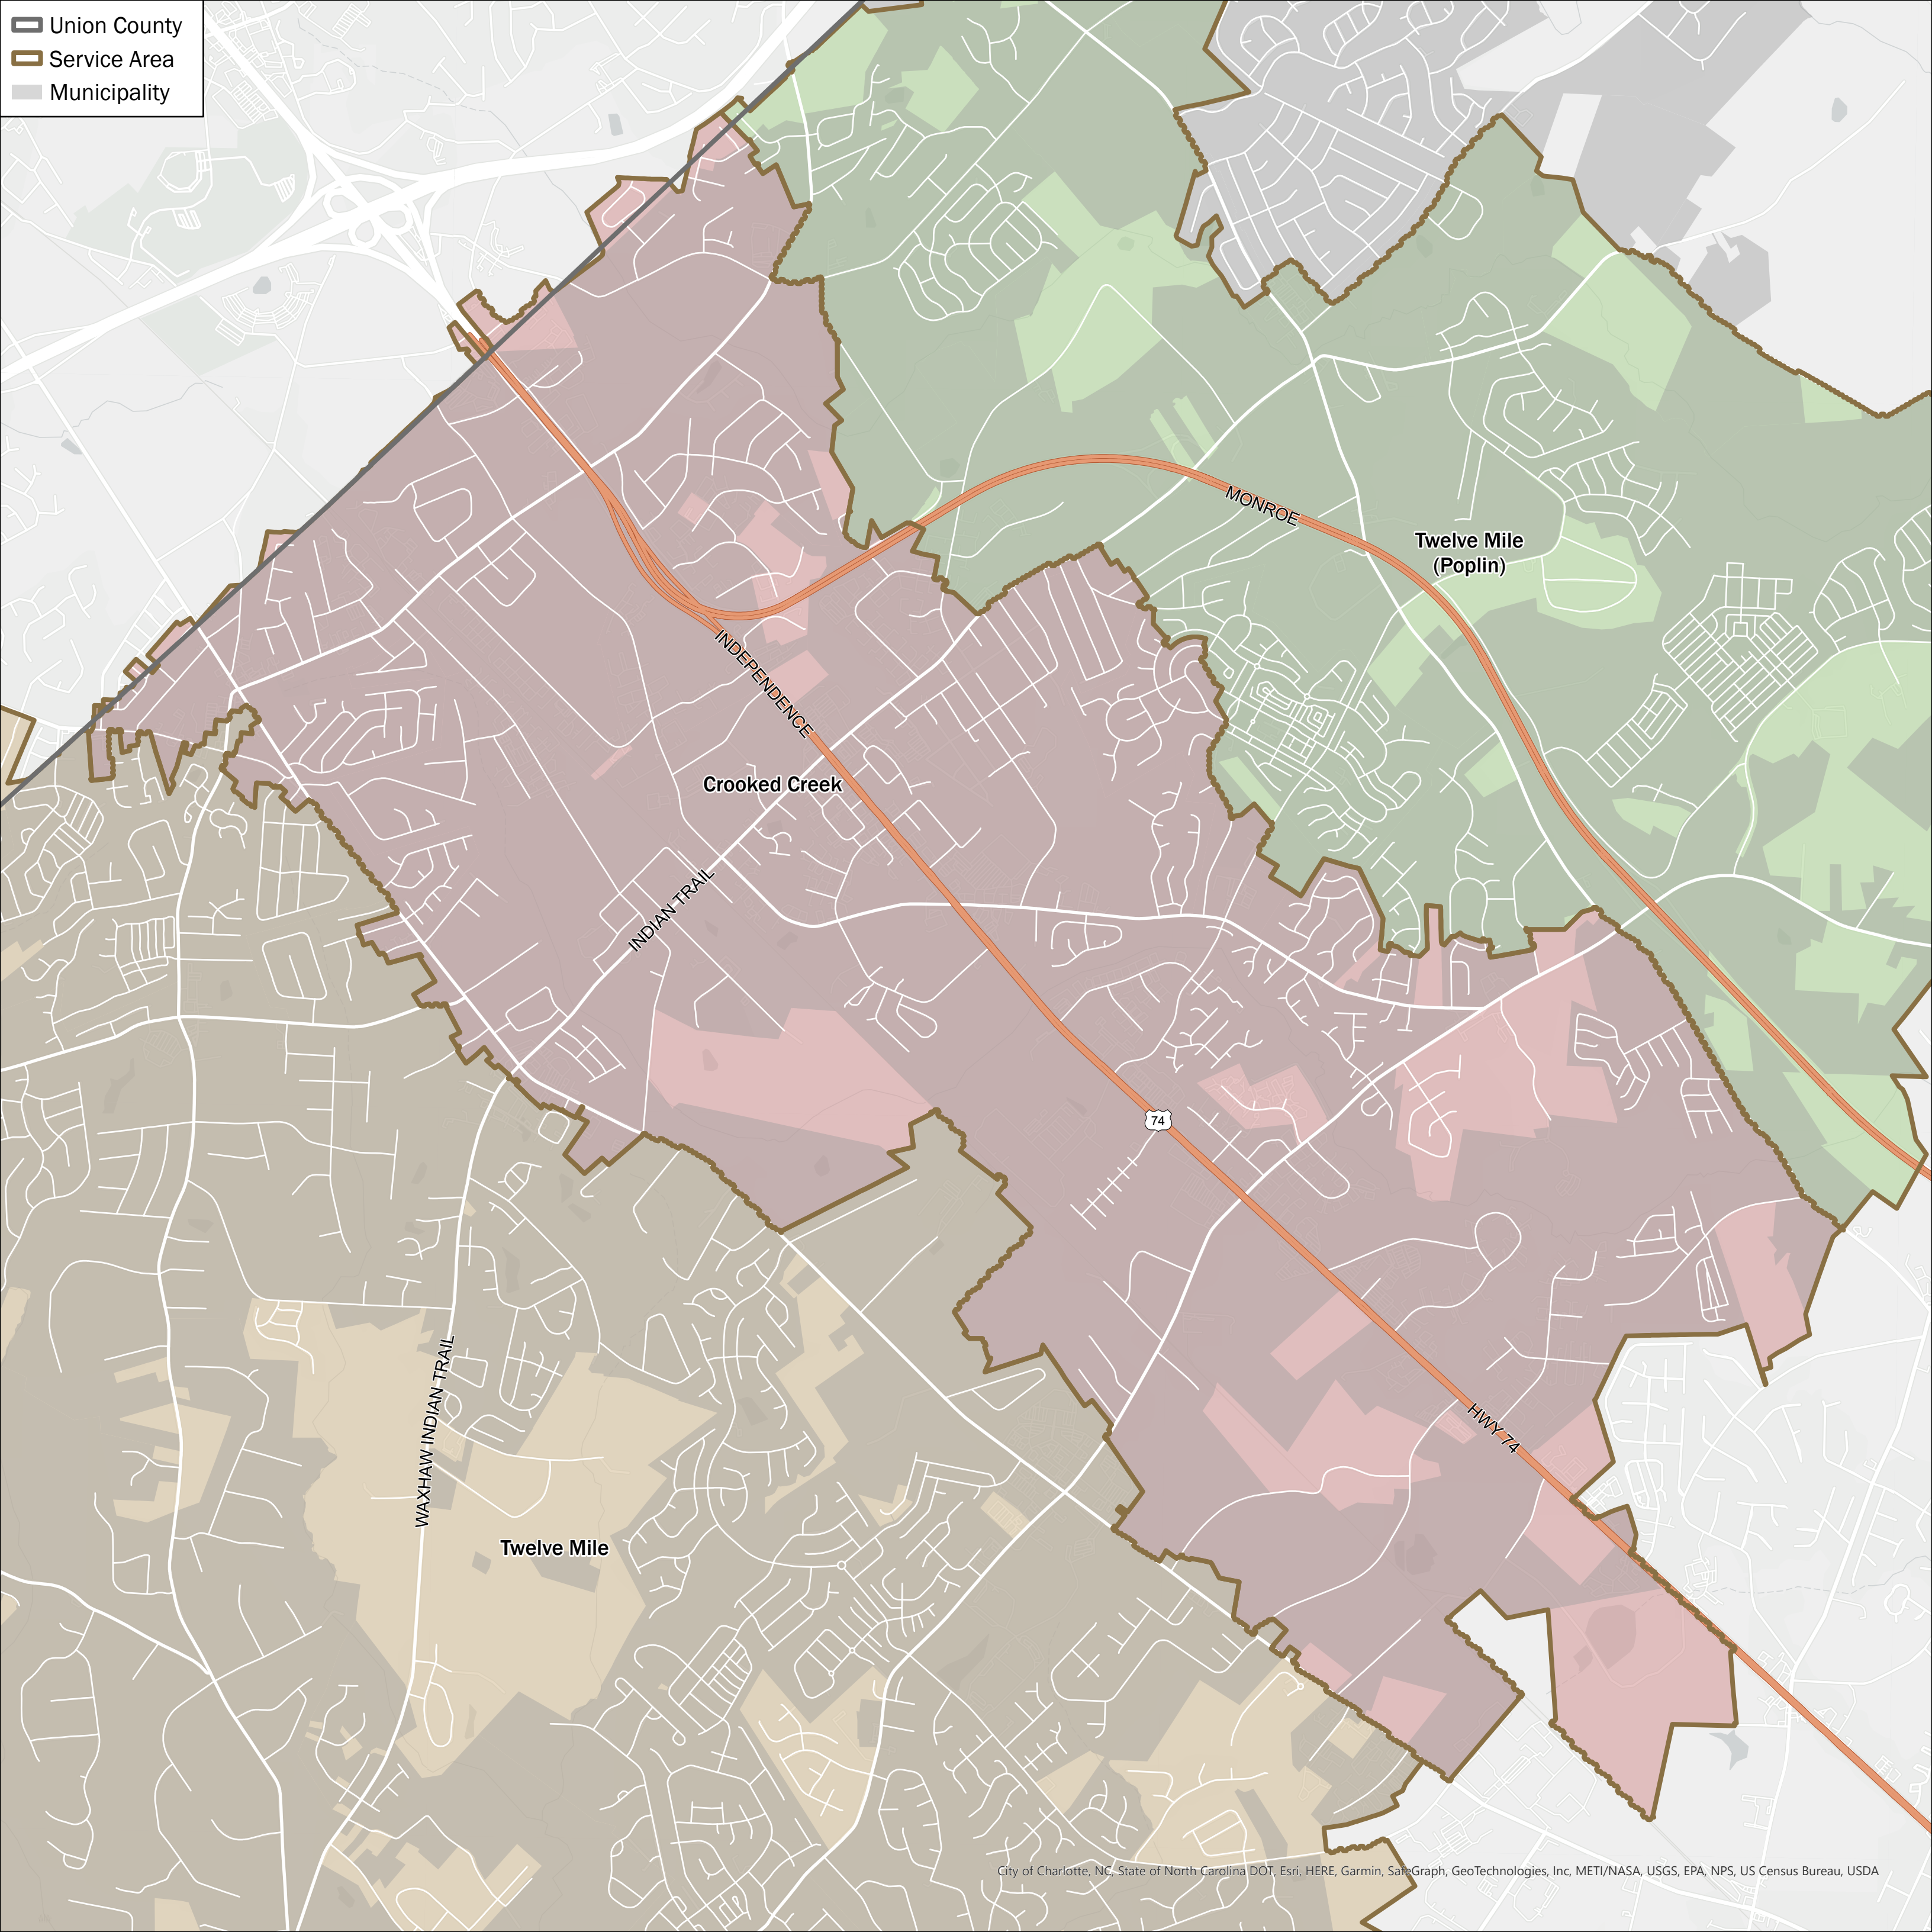 Union County
Service Area
Municipality
MONROE
Twelve Mile
(Poplin)
INDEPENDENCE
Crooked Creek
INDIAN TRAIL
74
WAXHAW INDIAN TRAIL
HWY 74
Twelve Mile
City of Charlotte, NC, State of North Carolina DOT, Esri, HERE, Garmin, SafeGraph, GeoTechnologies, Inc, METI/NASA, USGS, EPA, NPS, US Census Bureau, USDA